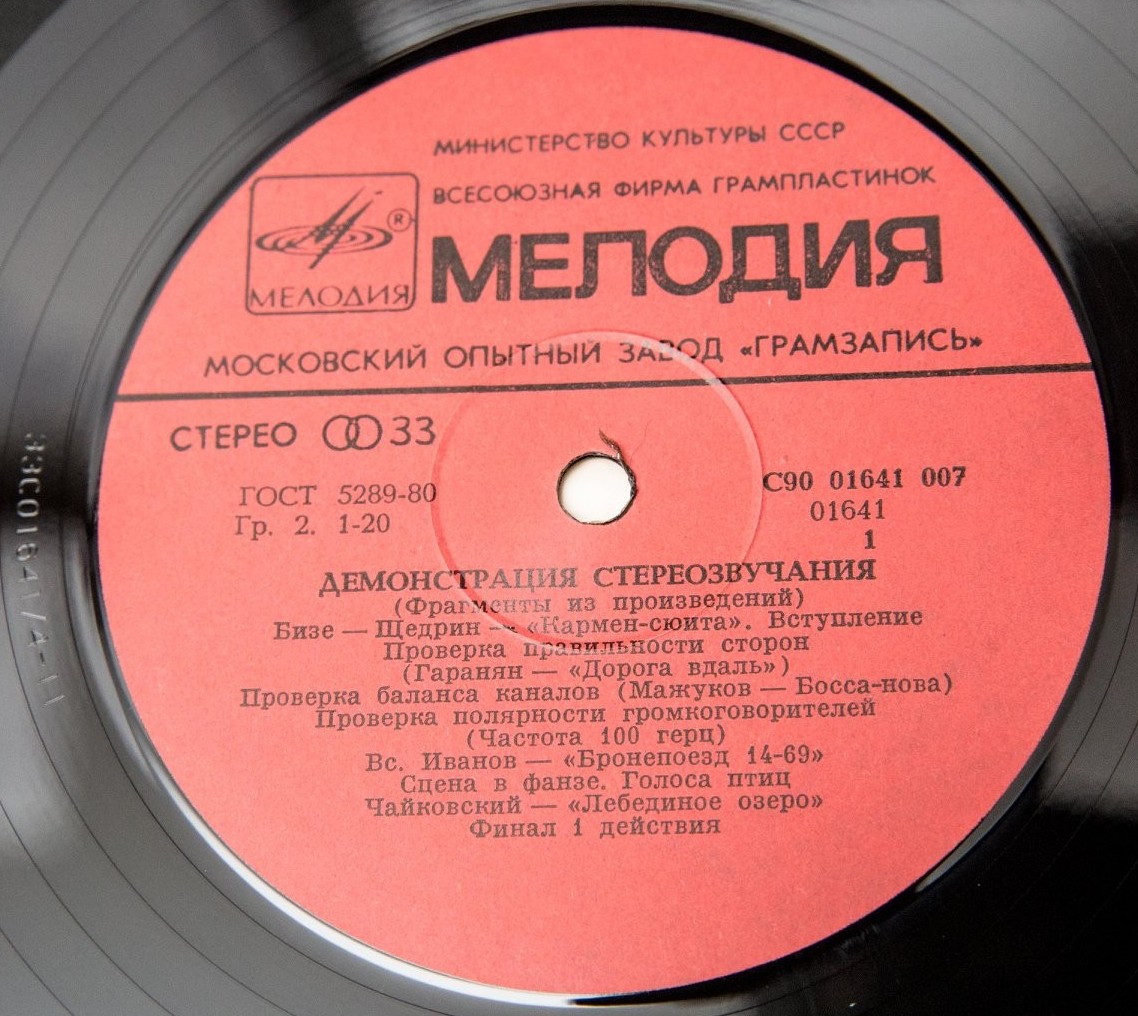 МИНИСТЕРСТВО КУЛЬТУРЫ СССР
ВСЕСОЮЗНАЯ ФИРМА ГРАМПЛАСТИНОК
®
МЕЛОДИЯ
МЕЛОДИЯ
МОСКОВСКИЙ ОПЫТНЫЙ ЗАВОД «ГРАМЗАПИСЬ»
СТЕРЕО 33
ГОСТ 5289-80
Гр. 2. 1-20
С90 01641 007
01641
1
ДЕМОНСТРАЦИЯ СТЕРЕОЗВУЧАНИЯ
(Фрагменты из произведений)
Бизе — Щедрин — «Кармен-сюита». Вступление
Проверка правильности сторон
(Гаранян — «Дорога вдаль»)
Проверка баланса каналов (Мажуков — Босса-нова)
Проверка полярности громкоговорителей
(Частота 100 герц)
Вс. Иванов — «Бронепоезд 14-69»
Сцена в фанзе. Голоса птиц
Чайковский — «Лебединое озеро»
Финал 1 действия